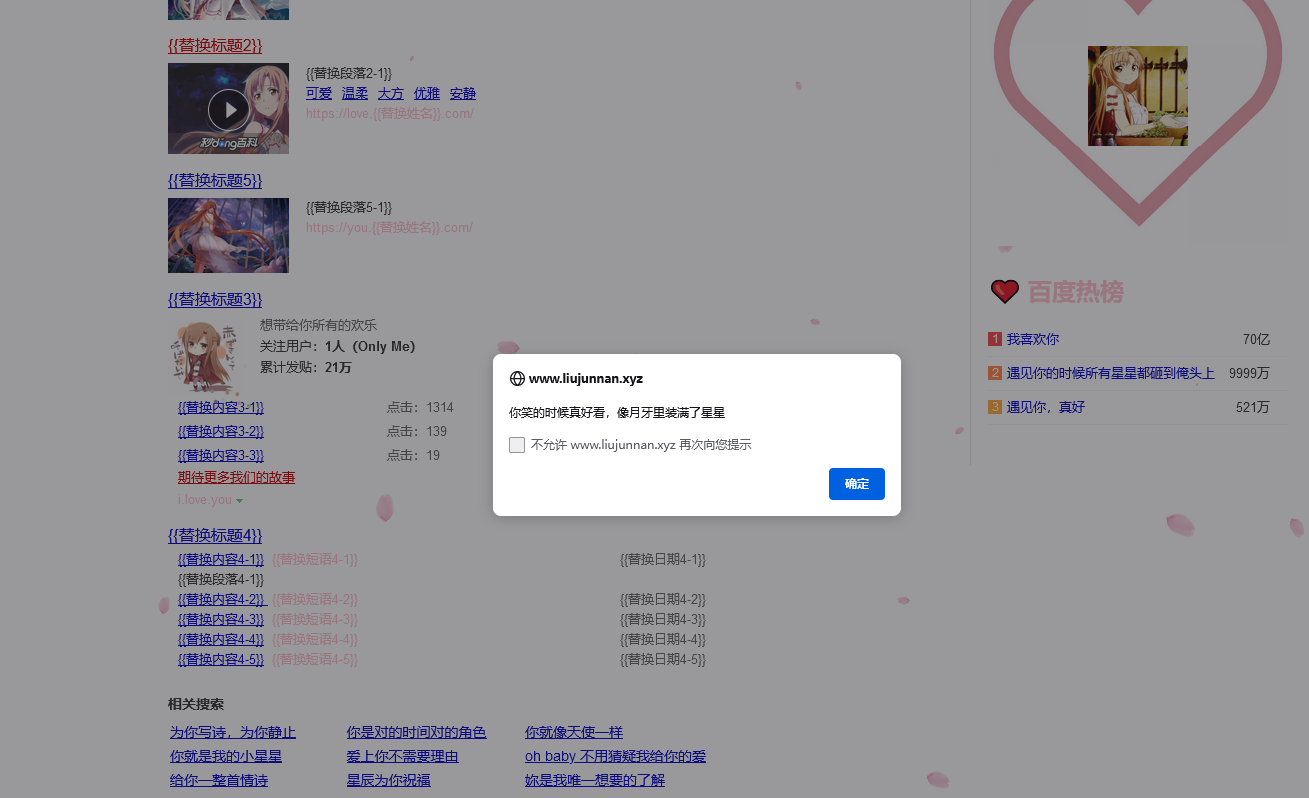 {{替换标题2}}
{{替换段落2-1}}
可爱 温柔 大方 优雅 安静
https://love.{{替换姓名}}.com/
秒d ng百科
{{替换标题5}}
{{替换段落5-1}}
https://you.{{替换姓名}}.com/
{{替换标题3}}
想带给你所有的欢乐
关注用户：1人（Only Me）
累计发贴：21万
{{替换内容3-1}} 点击：1314
{{替换内容3-2}} 点击：139
{{替换内容3-3}} 点击：19
期待更多我们的故事
i.love.you
{{替换标题4}}
{{替换内容4-1}} {{替换短语4-1}} {{替换日期4-1}}
{{替换段落4-1}}
{{替换内容4-2}} {{替换短语4-2}} {{替换日期4-2}}
{{替换内容4-3}} {{替换短语4-3}} {{替换日期4-3}}
{{替换内容4-4}} {{替换短语4-4}} {{替换日期4-4}}
{{替换内容4-5}} {{替换短语4-5}} {{替换日期4-5}}
相关搜索
为你写诗，为你静止 你是对的时间对的角色 你就像天使一样
你就是我的小星星 爱上你不需要理由 oh baby 不用猜疑我给你的爱
给你一整首情诗 星辰为你祝福 妳是我唯一想要的了解
www.liujunnan.xyz
你笑的时候真好看，像月牙里装满了星星
不允许 www.liujunnan.xyz 再次向您提示
确定
百度热榜
1 我喜欢你 70亿
2 遇见你的时候所有星星都砸到俺头上 9999万
3 遇见你，真好 521万